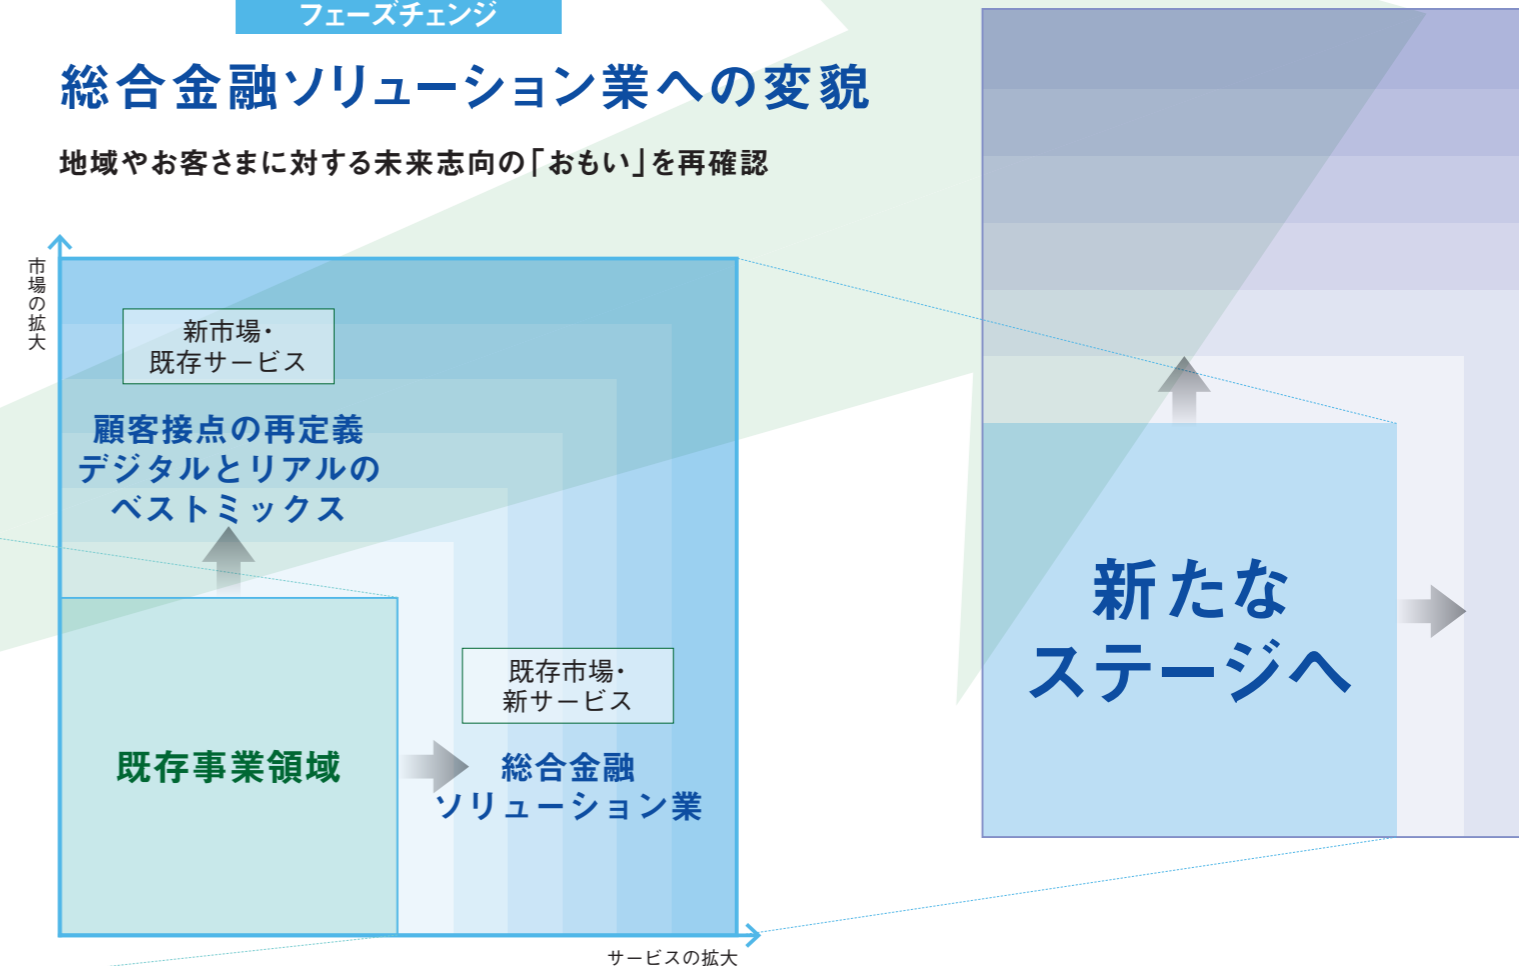 フェーズチェンジ
総合金融ソリューション業への変貌
地域やお客さまに対する未来志向の「おもい」を再確認
市場の拡大
新市場・
既存サービス
顧客接点の再定義
デジタルとリアルの
ベストミックス
既存事業領域
既存市場・
新サービス
総合金融
ソリューション業
サービスの拡大
新たな
ステージへ